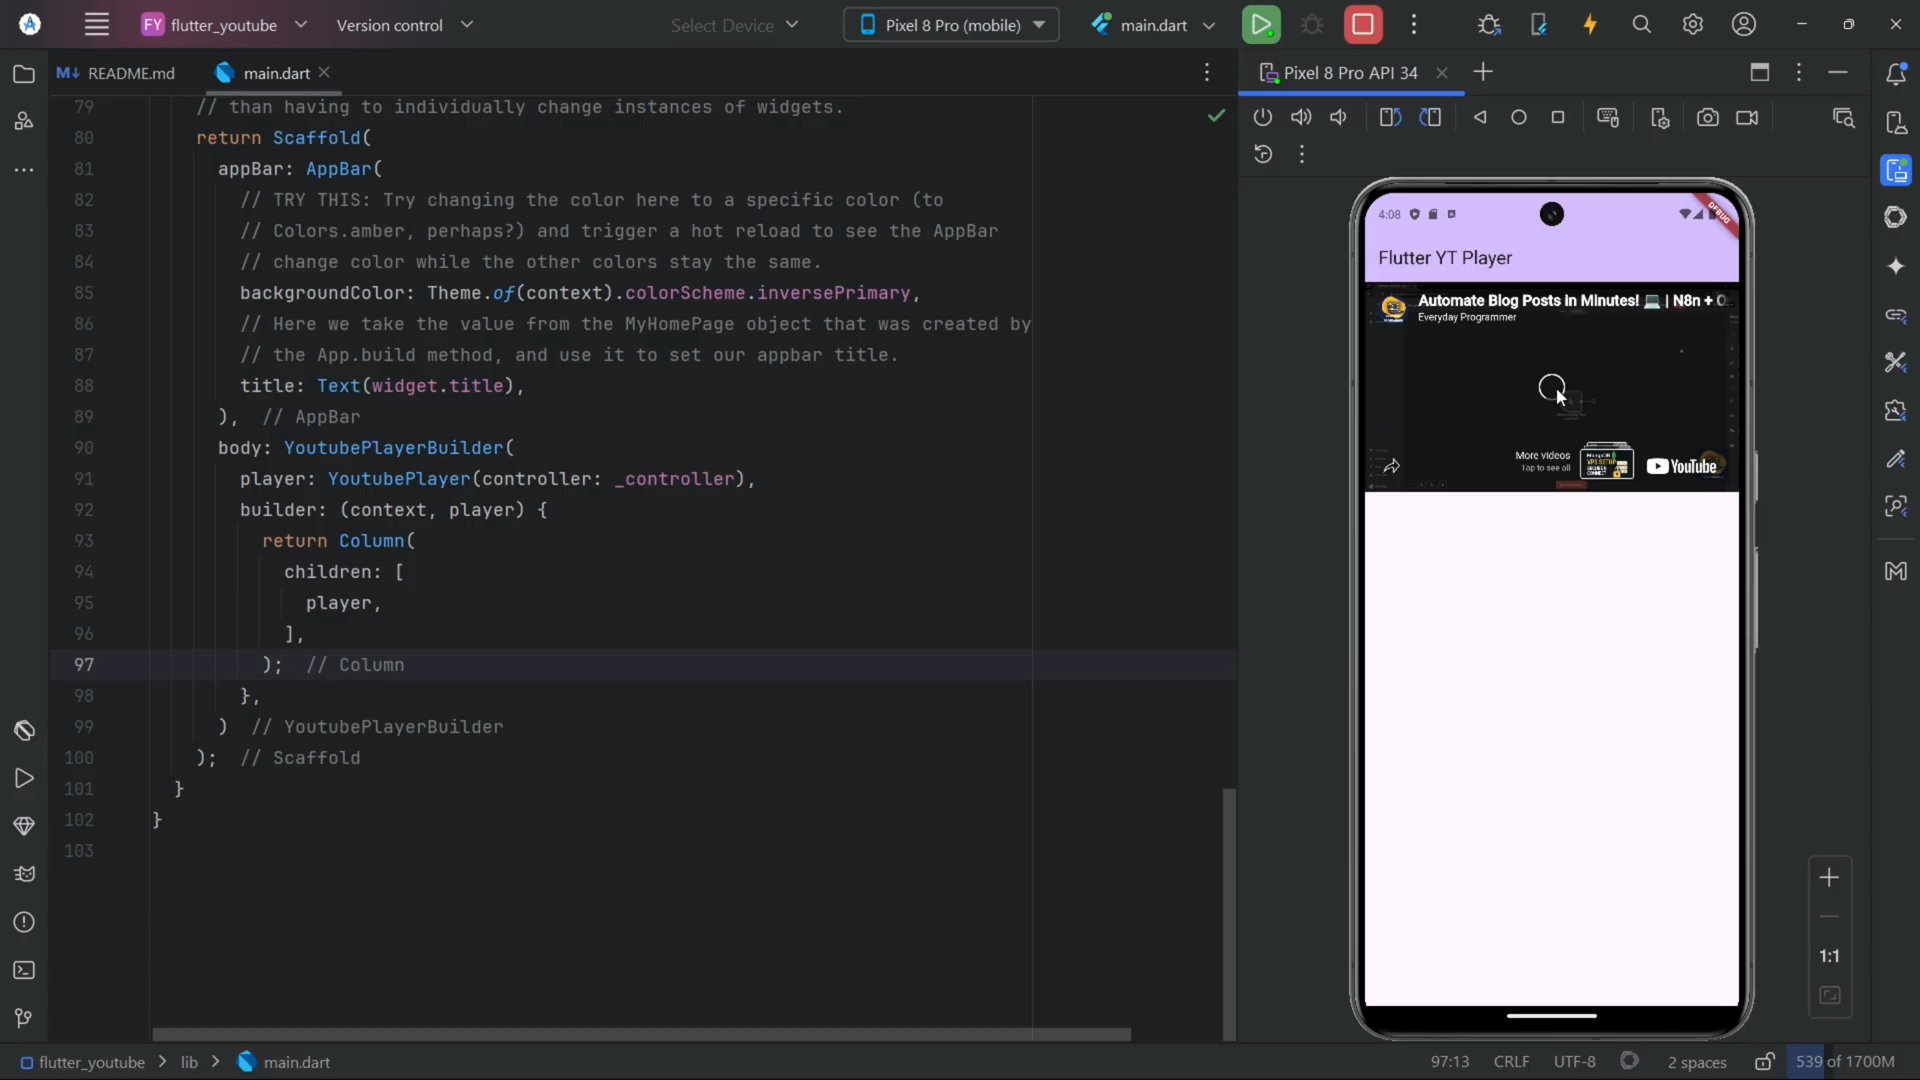 FY flutter_youtube
Version control
Select Device
Pixel 8 Pro (mobile)
main.dart
M↓ README.md
main.dart
Pixel 8 Pro API 34
79 // than having to individually change instances of widgets.
80 return Scaffold(
81 appBar: AppBar(
82 // TRY THIS: Try changing the color here to a specific color (to
83 // Colors.amber, perhaps?) and trigger a hot reload to see the AppBar
84 // change color while the other colors stay the same.
85 backgroundColor: Theme.of(context).colorScheme.inversePrimary,
86 // Here we take the value from the MyHomePage object that was created by
87 // the App.build method, and use it to set our appbar title.
88 title: Text(widget.title),
89 ), // AppBar
90 body: YoutubePlayerBuilder(
91 player: YoutubePlayer(controller: _controller),
92 builder: (context, player) {
93 return Column(
94 children: [
95 player,
96 ],
97 ); // Column
98 },
99 ) // YoutubePlayerBuilder
100 ); // Scaffold
101 }
102 }
103
4:08
DEBUG
Flutter YT Player
Automate Blog Posts in Minutes! 💻 | N8n + O
Everyday Programmer
More videos
Tap to see all
YouTube
1:1
flutter_youtube > lib > main.dart
97:13 CRLF UTF-8 2 spaces 539 of 1700M